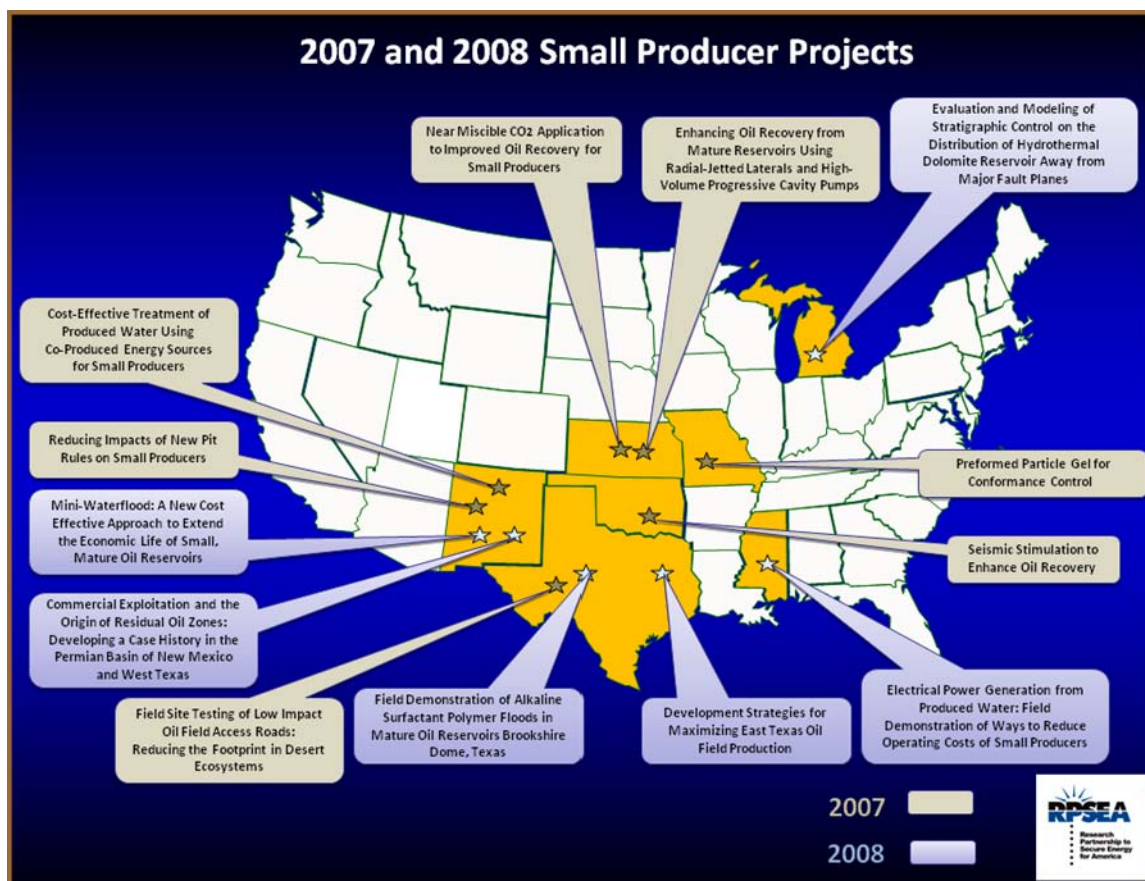 2007 and 2008 Small Producer Projects
Near Miscible CO2 Application
to Improved Oil Recovery for
Small Producers
Enhancing Oil Recovery from
Mature Reservoirs Using
Radial-Jetted Laterals and High-
Volume Progressive Cavity Pumps
Evaluation and Modeling of
Stratigraphic Control on the
Distribution of Hydrothermal
Dolomite Reservoir Away from
Major Fault Planes
Cost-Effective Treatment of
Produced Water Using
Co-Produced Energy Sources
for Small Producers
Reducing Impacts of New Pit
Rules on Small Producers
Mini-Waterflood: A New Cost
Effective Approach to Extend
the Economic Life of Small,
Mature Oil Reservoirs
Commercial Exploitation and the
Origin of Residual Oil Zones:
Developing a Case History in the
Permian Basin of New Mexico
and West Texas
Field Site Testing of Low Impact
Oil Field Access Roads:
Reducing the Footprint in Desert
Ecosystems
Field Demonstration of Alkaline
Surfactant Polymer Floods in
Mature Oil Reservoirs Brookshire
Dome, Texas
Development Strategies for
Maximizing East Texas Oil
Field Production
Electrical Power Generation from
Produced Water: Field
Demonstration of Ways to Reduce
Operating Costs of Small Producers
Preformed Particle Gel for
Conformance Control
Seismic Stimulation to
Enhance Oil Recovery
2007
2008
RPSEA
Research
Partnership to
Secure Energy
for America